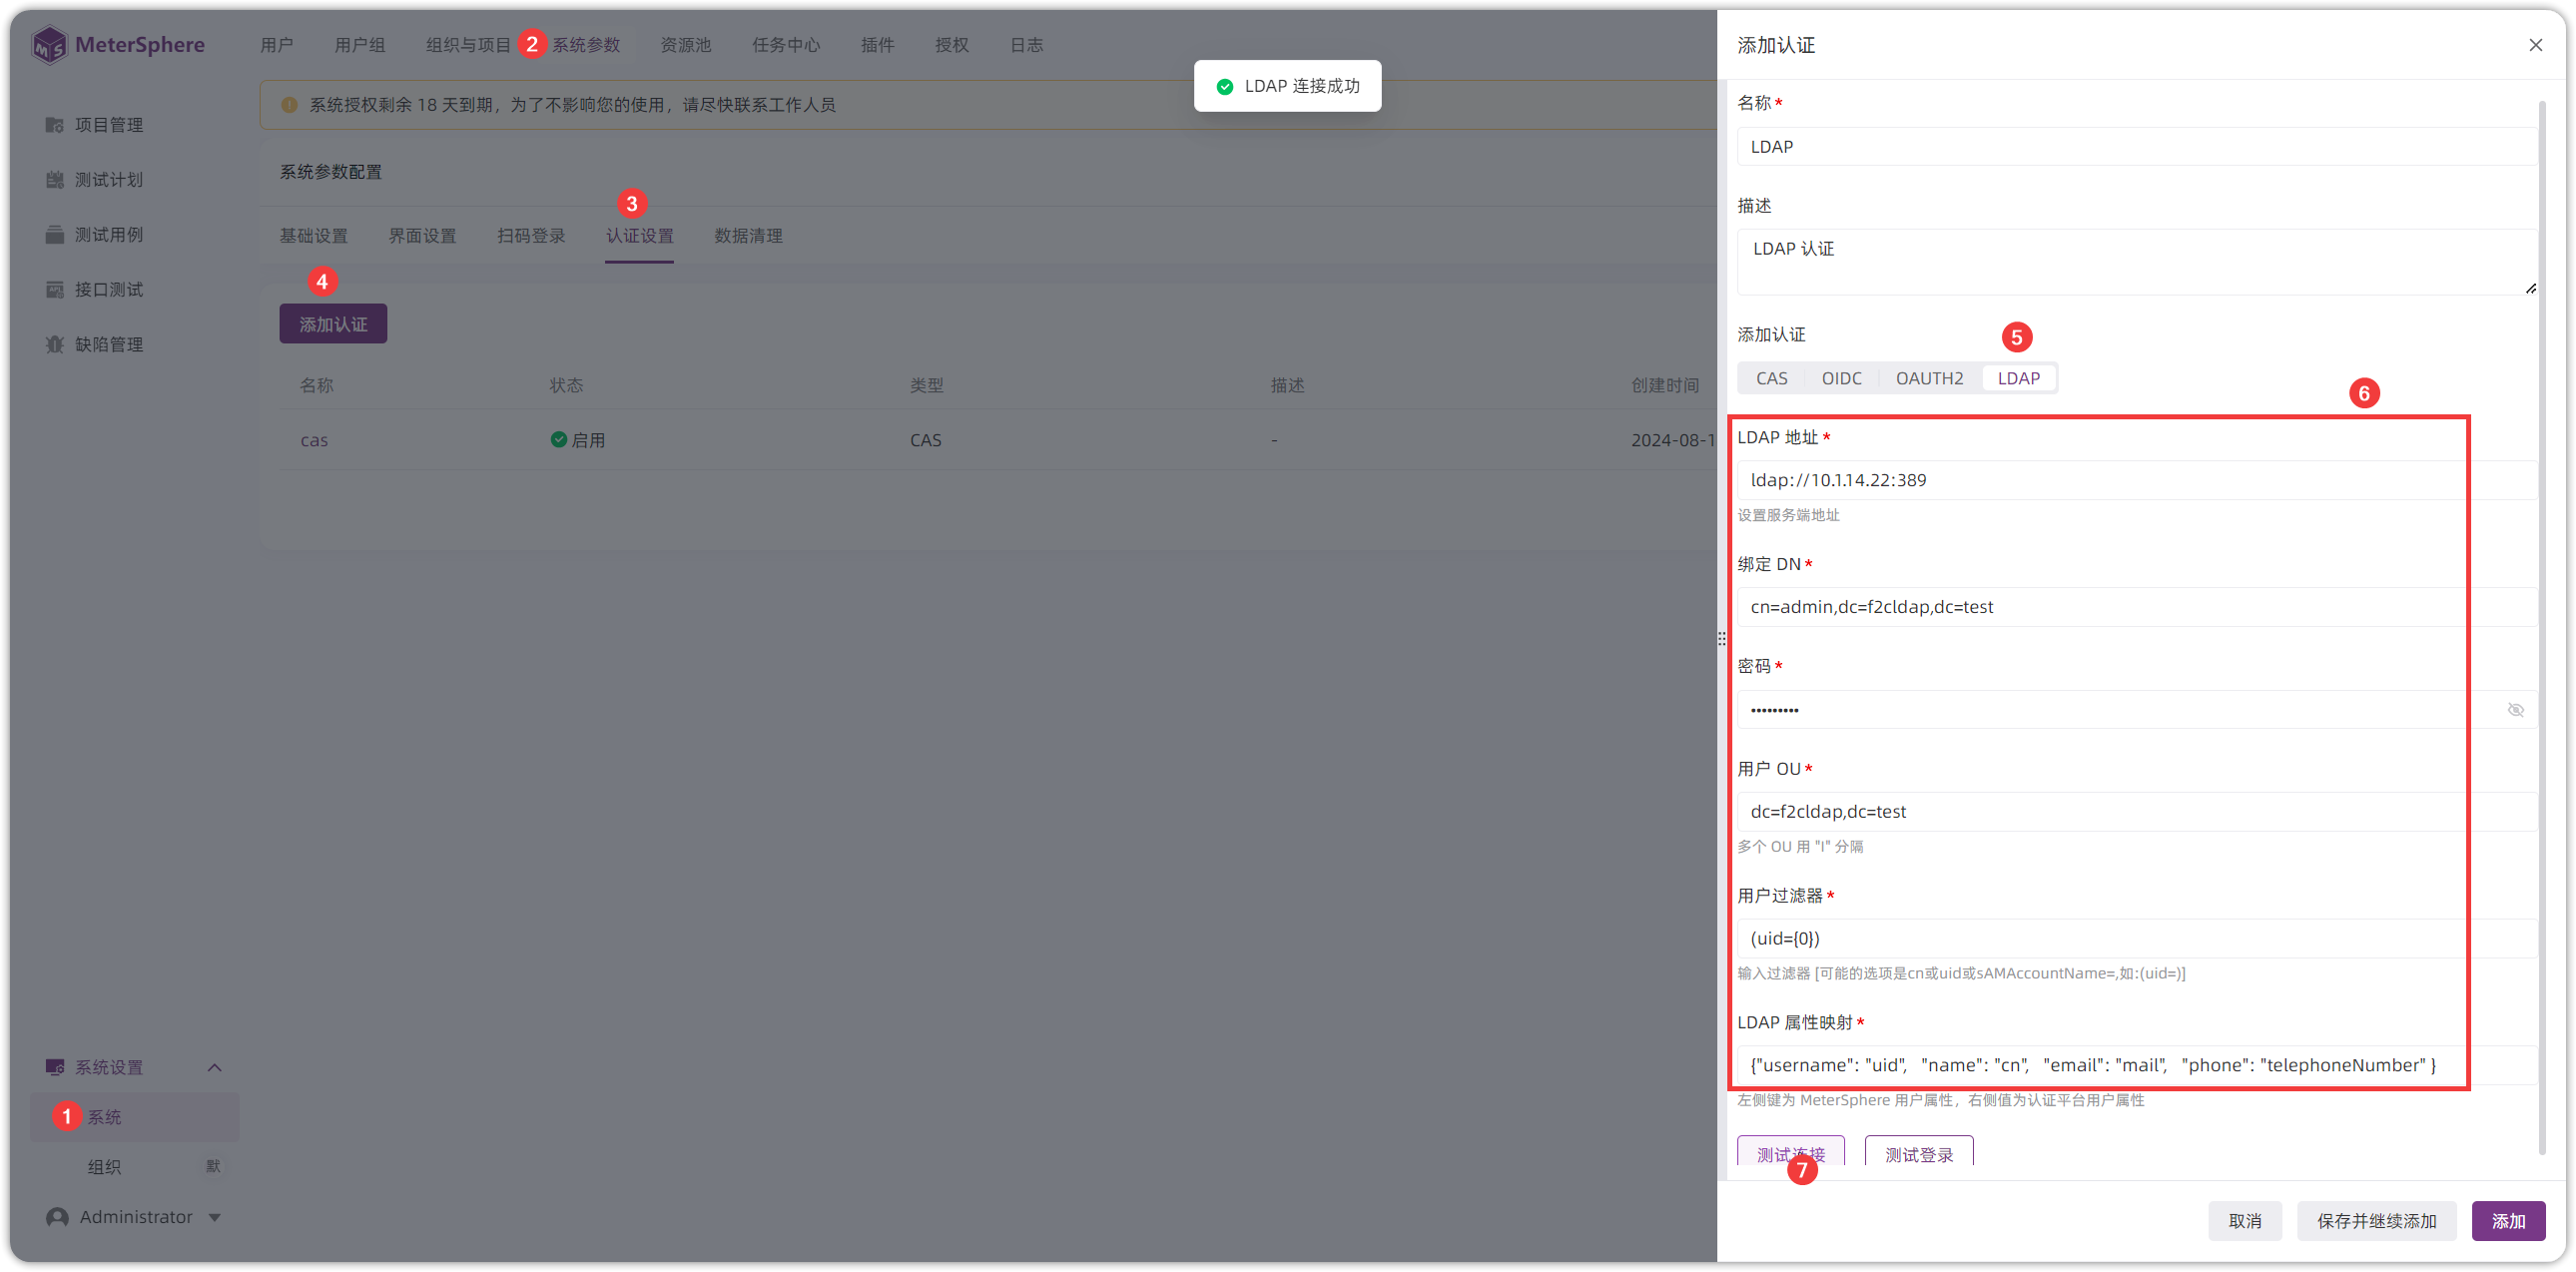 MeterSphere
用户 用户组 组织与项目 2 系统参数 资源池 任务中心 插件 授权 日志
系统授权剩余 18 天到期，为了不影响您的使用，请尽快联系工作人员
LDAP 连接成功
项目管理
测试计划
测试用例
接口测试
缺陷管理
系统参数配置
3
基础设置 界面设置 扫码登录 认证设置 数据清理
4
添加认证
名称 状态 类型 描述 创建时间
cas 启用 CAS - 2024-08-1
系统设置
1 系统
组织 默
Administrator
添加认证
名称*
LDAP
描述
LDAP 认证
添加认证
5
CAS OIDC OAUTH2 LDAP
6
LDAP 地址*
ldap://10.1.14.22:389
设置服务端地址
绑定 DN*
cn=admin,dc=f2cldap,dc=test
密码*
•••••••••
用户 OU*
dc=f2cldap,dc=test
多个 OU 用 "|" 分隔
用户过滤器*
(uid={0})
输入过滤器 [可能的选项是cn或uid或sAMAccountName=,如:(uid=)]
LDAP 属性映射*
{"username": "uid", "name": "cn", "email": "mail", "phone": "telephoneNumber" }
左侧键为 MeterSphere 用户属性，右侧值为认证平台用户属性
测试连接 测试登录
7
取消 保存并继续添加 添加